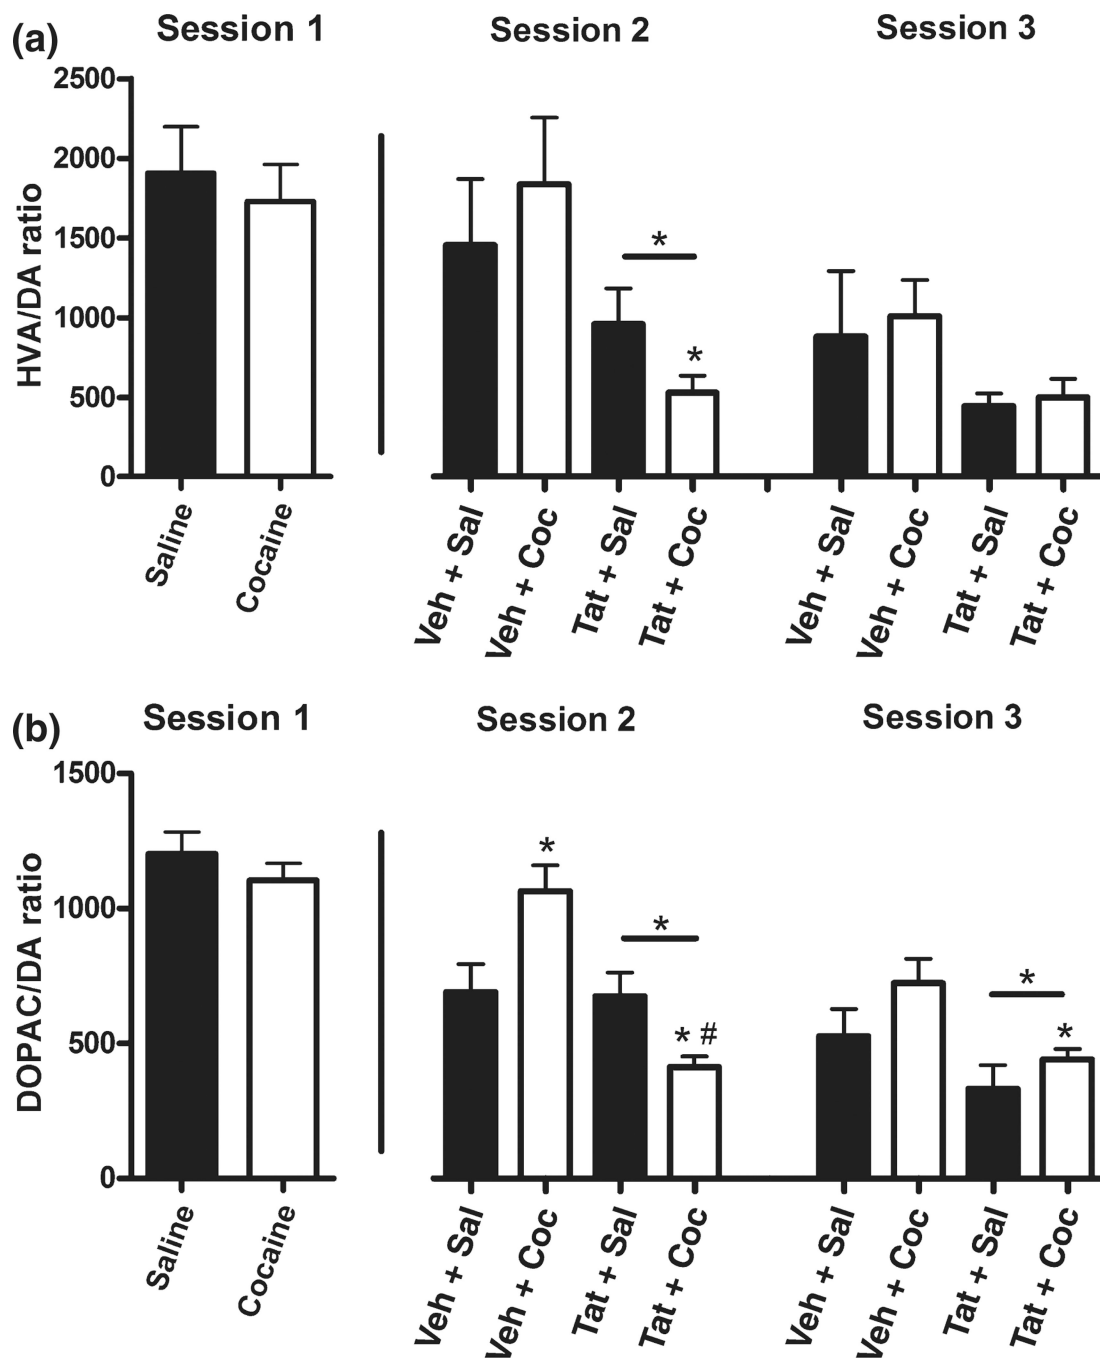 (a)
Session 1
Session 2
Session 3
HVA/DA ratio
2500
2000
1500
1000
500
0
*
*
Saline
Cocaine
Veh + Sal
Veh + Coc
Tat + Sal
Tat + Coc
Veh + Sal
Veh + Coc
Tat + Sal
Tat + Coc
(b)
Session 1
Session 2
Session 3
DOPAC/DA ratio
1500
1000
500
0
*
*
* #
*
*
Saline
Cocaine
Veh + Sal
Veh + Coc
Tat + Sal
Tat + Coc
Veh + Sal
Veh + Coc
Tat + Sal
Tat + Coc